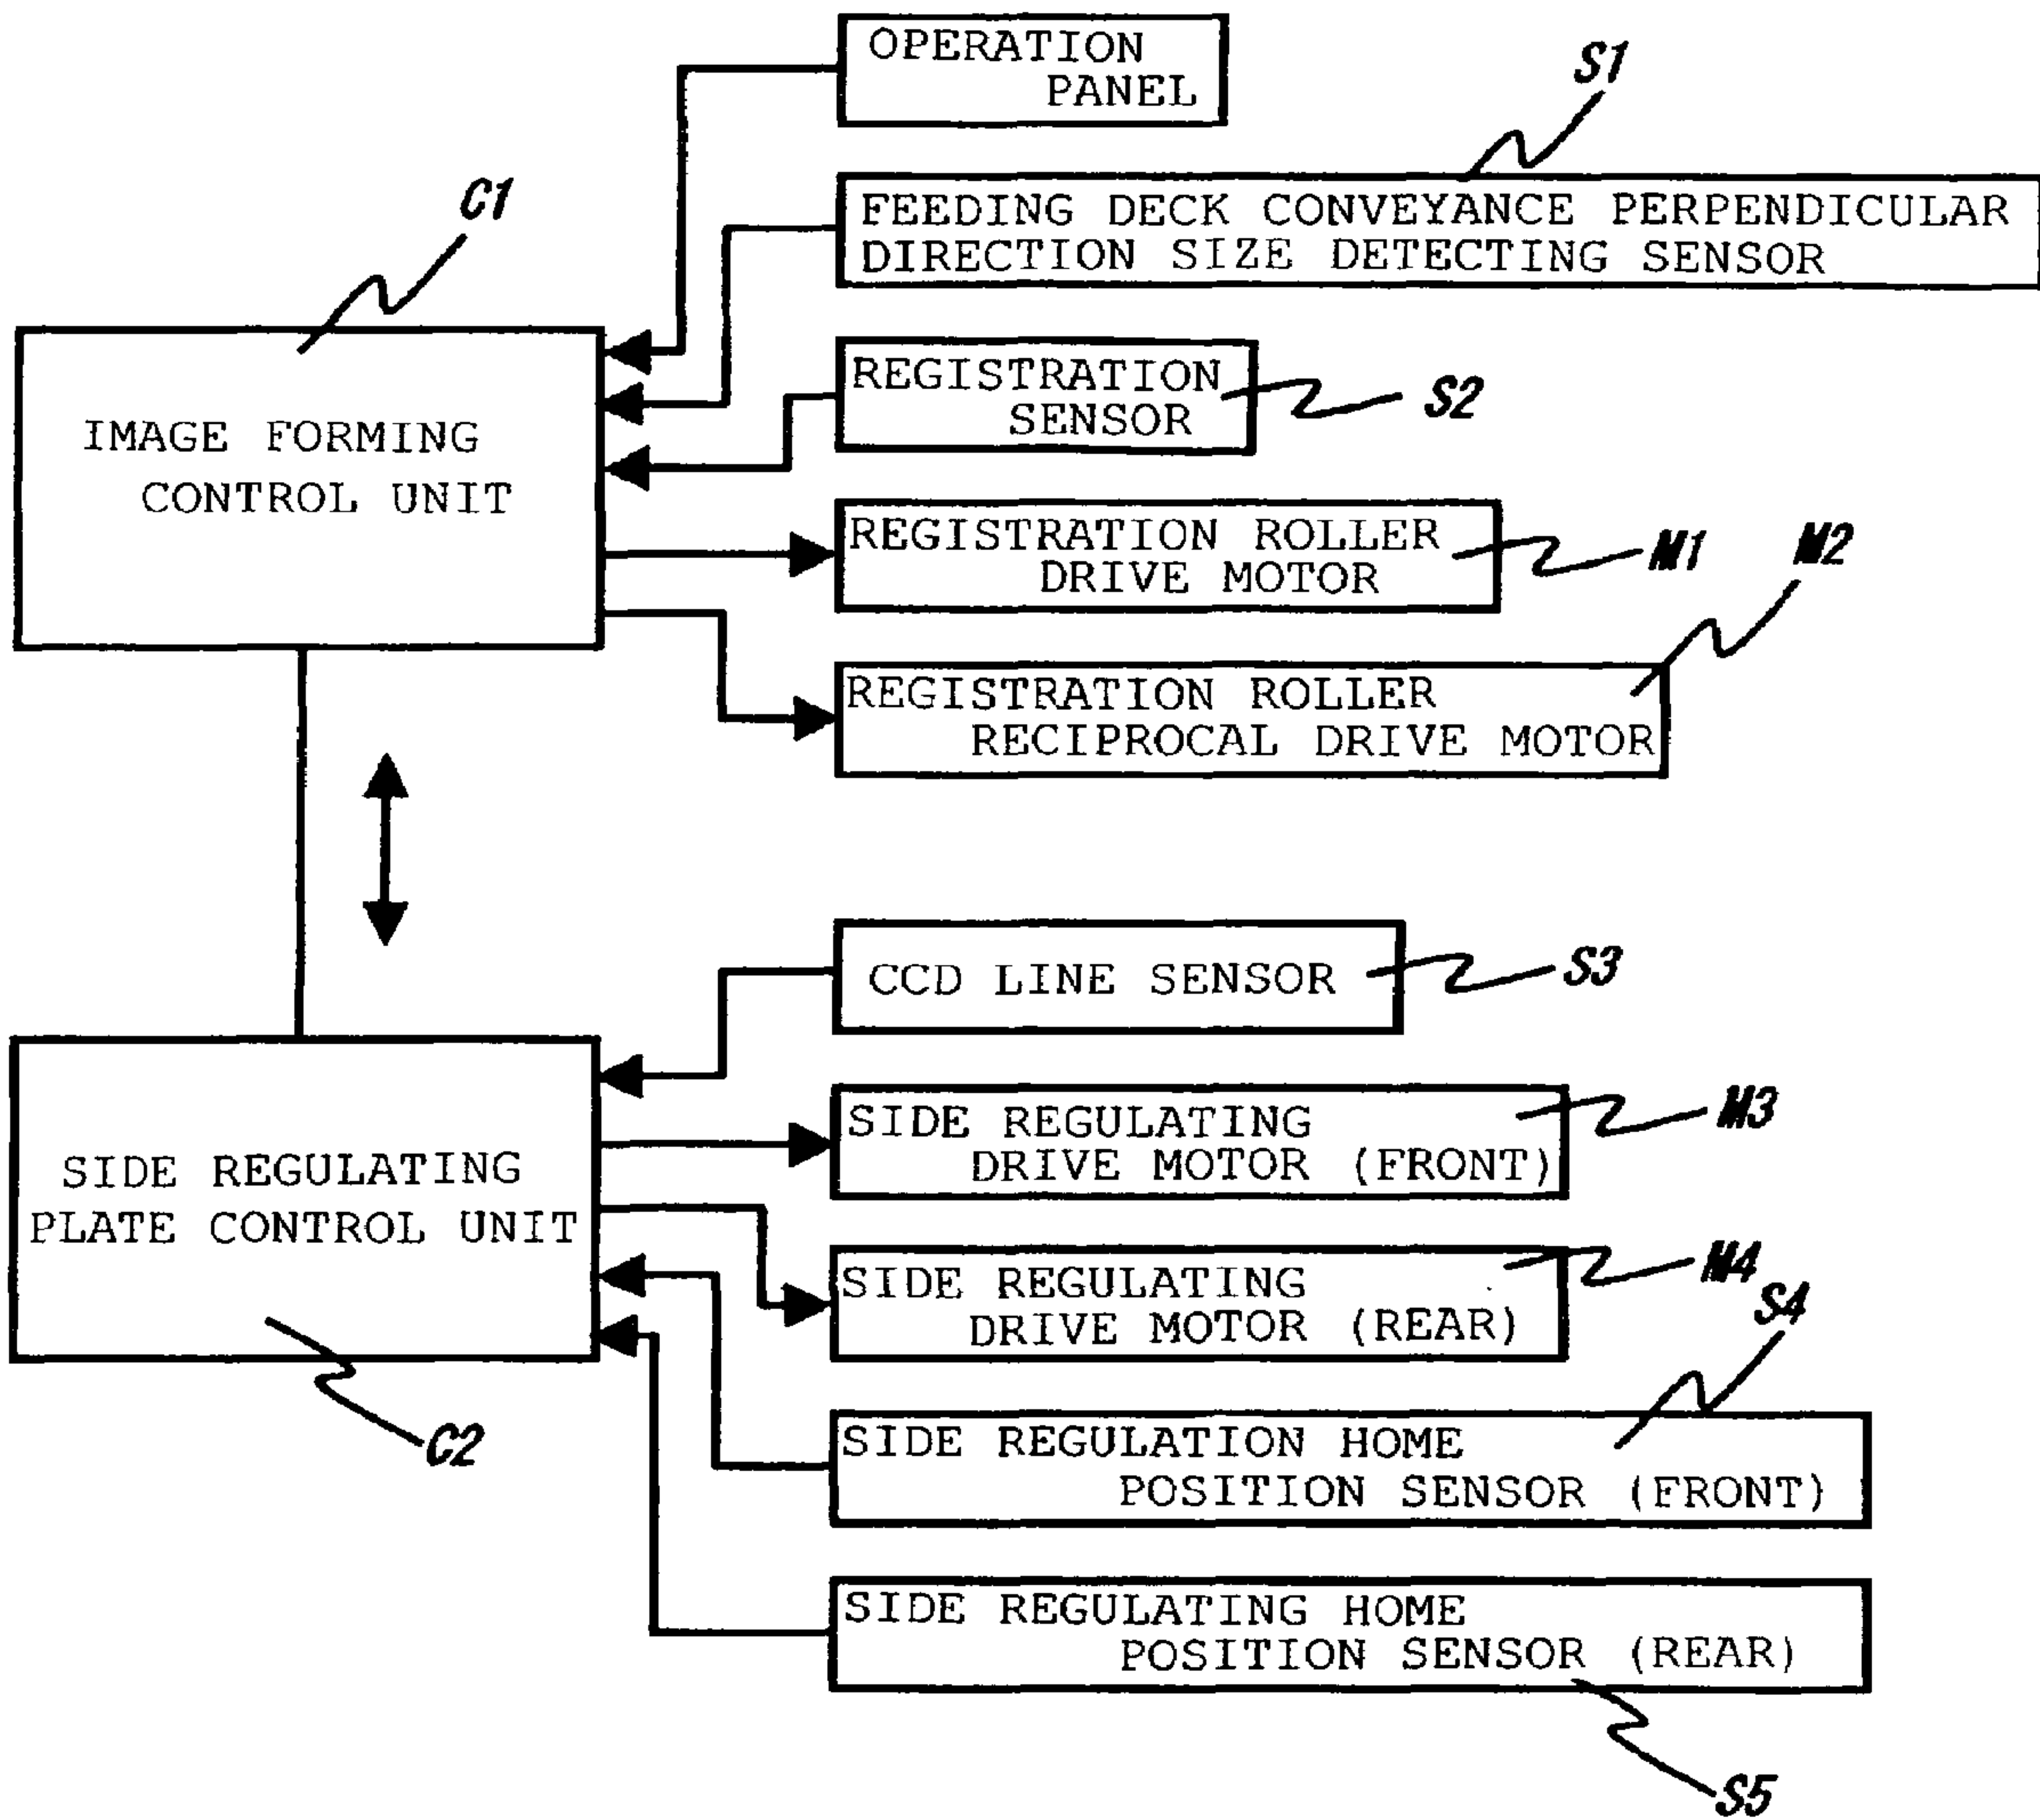 OPERATION
PANEL
S1
FEEDING DECK CONVEYANCE PERPENDICULAR
DIRECTION SIZE DETECTING SENSOR
C1
IMAGE FORMING
CONTROL UNIT
REGISTRATION
SENSOR
S2
REGISTRATION ROLLER
DRIVE MOTOR
M1
M2
REGISTRATION ROLLER
RECIPROCAL DRIVE MOTOR
CCD LINE SENSOR
S3
SIDE REGULATING
PLATE CONTROL UNIT
C2
SIDE REGULATING
DRIVE MOTOR (FRONT)
M3
SIDE REGULATING
DRIVE MOTOR (REAR)
M4
S4
SIDE REGULATION HOME
POSITION SENSOR (FRONT)
SIDE REGULATING HOME
POSITION SENSOR (REAR)
S5